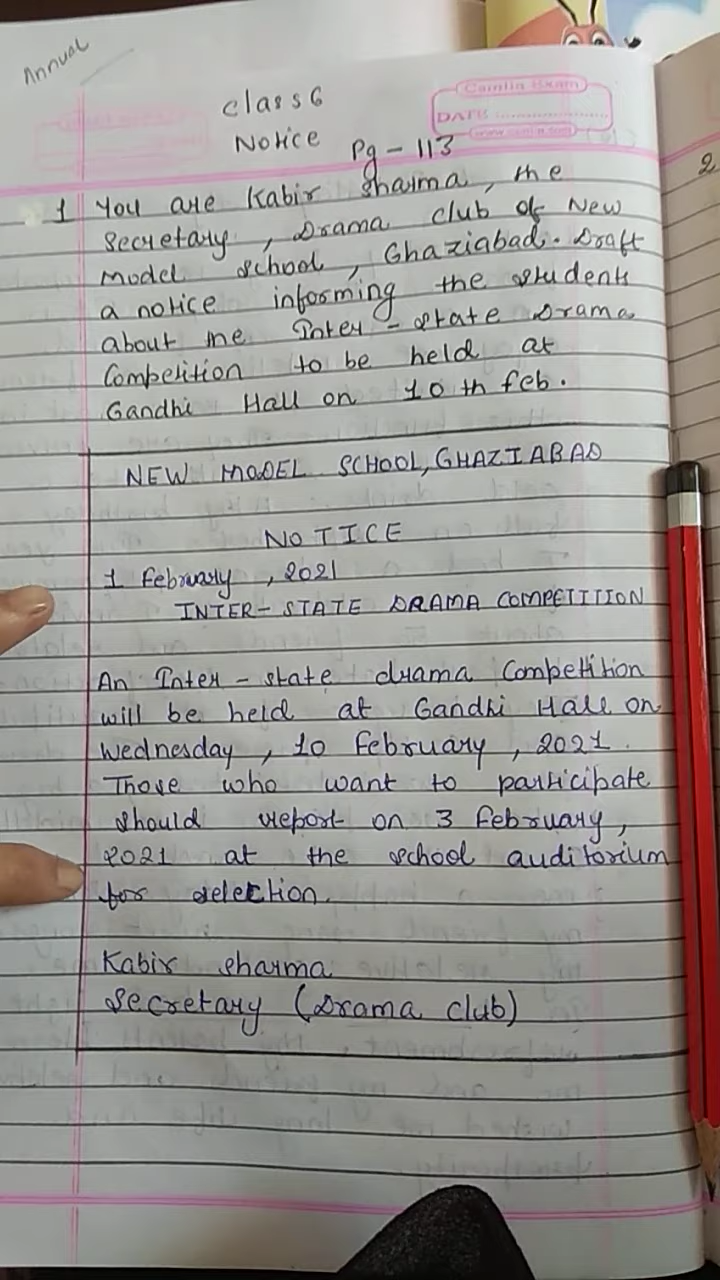 Annual
Camlin Exam
class 6
DATE
Notice
Pg - 113
2
1 You are Kabir Sharma, the
Secretary, Drama club of New
Model School, Ghaziabad. Draft
a notice informing the students
about the Inter - state Drama
Competition to be held at
Gandhi Hall on 10 th feb.
NEW MODEL SCHOOL, GHAZIABAD
NOTICE
1 february, 2021
INTER - STATE DRAMA COMPETITION
An Inter - state drama Competition
will be held at Gandhi Hall on
Wednesday, 10 february, 2021.
Those who want to participate
should report on 3 february,
2021 at the school auditorium
for selection.
Kabir Sharma
Secretary (Drama club)